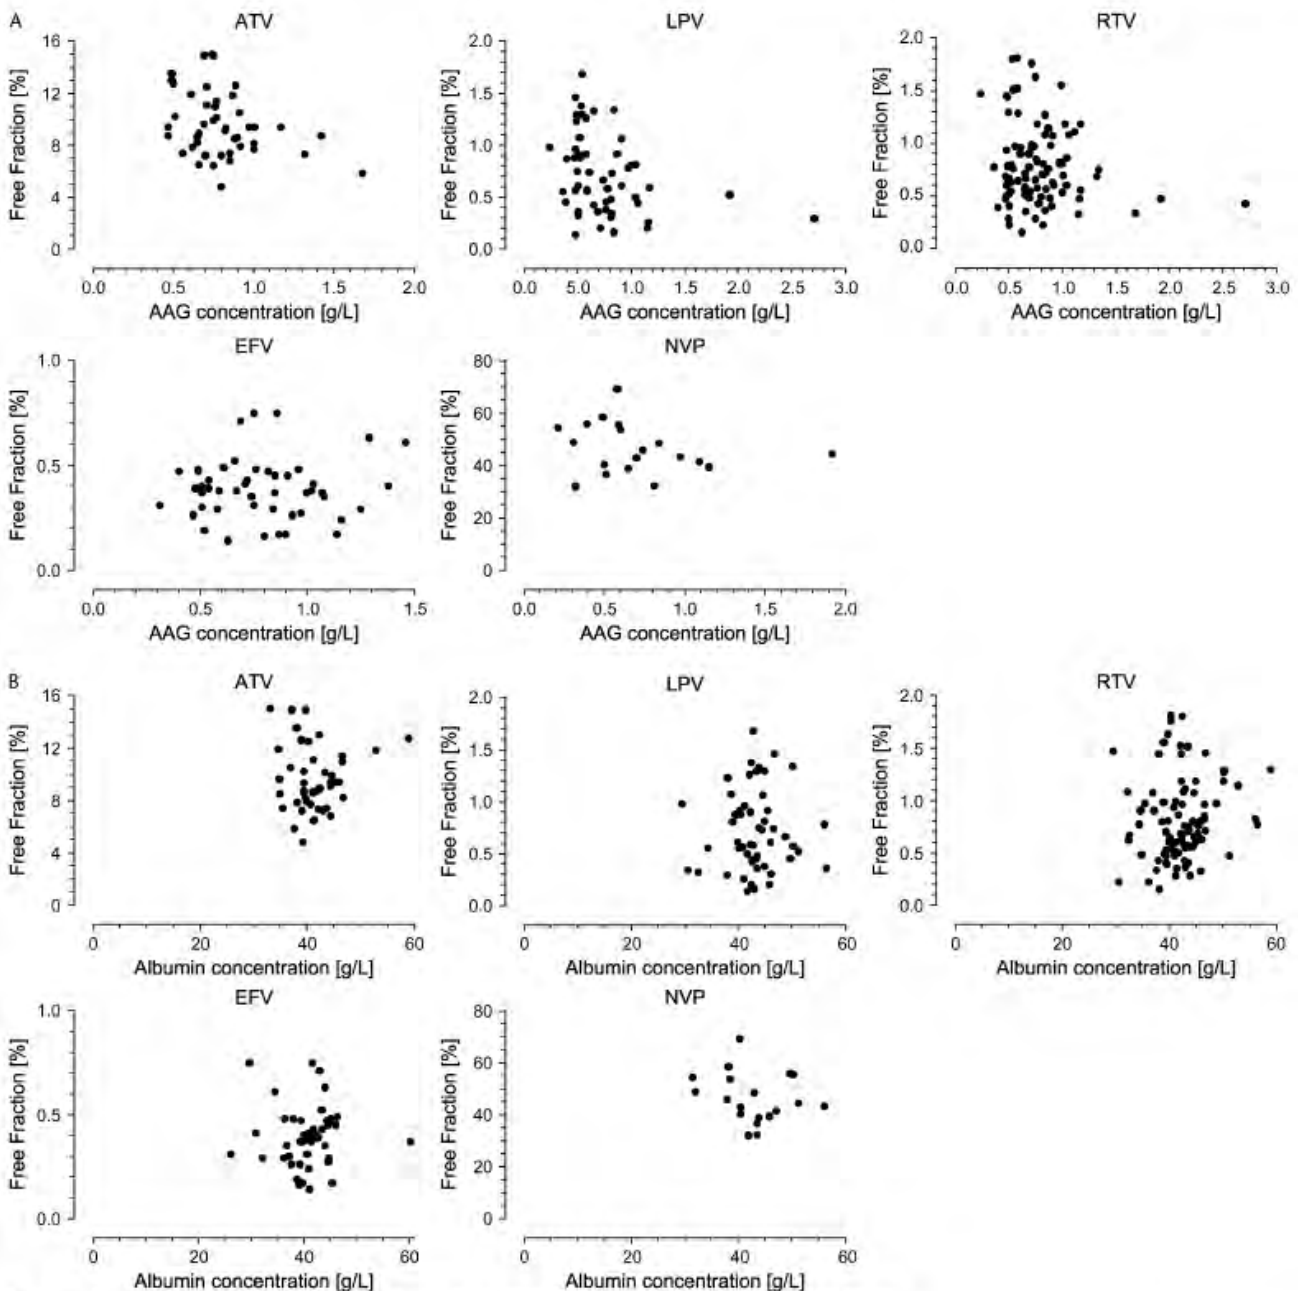 A
ATV
LPV
RTV
Free Fraction [%]
16
12
8
4
0
0.0 0.5 1.0 1.5 2.0
AAG concentration [g/L]
Free Fraction [%]
2.0
1.5
1.0
0.5
0.0
0.0 0.5 1.0 1.5 2.0 3.0
AAG concentration [g/L]
Free Fraction [%]
2.0
1.5
1.0
0.5
0.0
0.0 0.5 1.0 1.5 2.0 3.0
AAG concentration [g/L]
EFV
NVP
Free Fraction [%]
1.0
0.5
0.0
0.0 0.5 1.0 1.5
AAG concentration [g/L]
Free Fraction [%]
80
60
40
20
0
0.0 0.5 1.0 1.5 2.0
AAG concentration [g/L]
B
ATV
LPV
RTV
Free Fraction [%]
16
12
8
4
0
0 20 40 60
Albumin concentration [g/L]
Free Fraction [%]
2.0
1.5
1.0
0.5
0.0
0 20 40 60
Albumin concentration [g/L]
Free Fraction [%]
2.0
1.5
1.0
0.5
0.0
0 20 40 60
Albumin concentration [g/L]
EFV
NVP
Free Fraction [%]
1.0
0.5
0.0
0 20 40 60
Albumin concentration [g/L]
Free Fraction [%]
80
60
40
20
0
0 20 40 60
Albumin concentration [g/L]